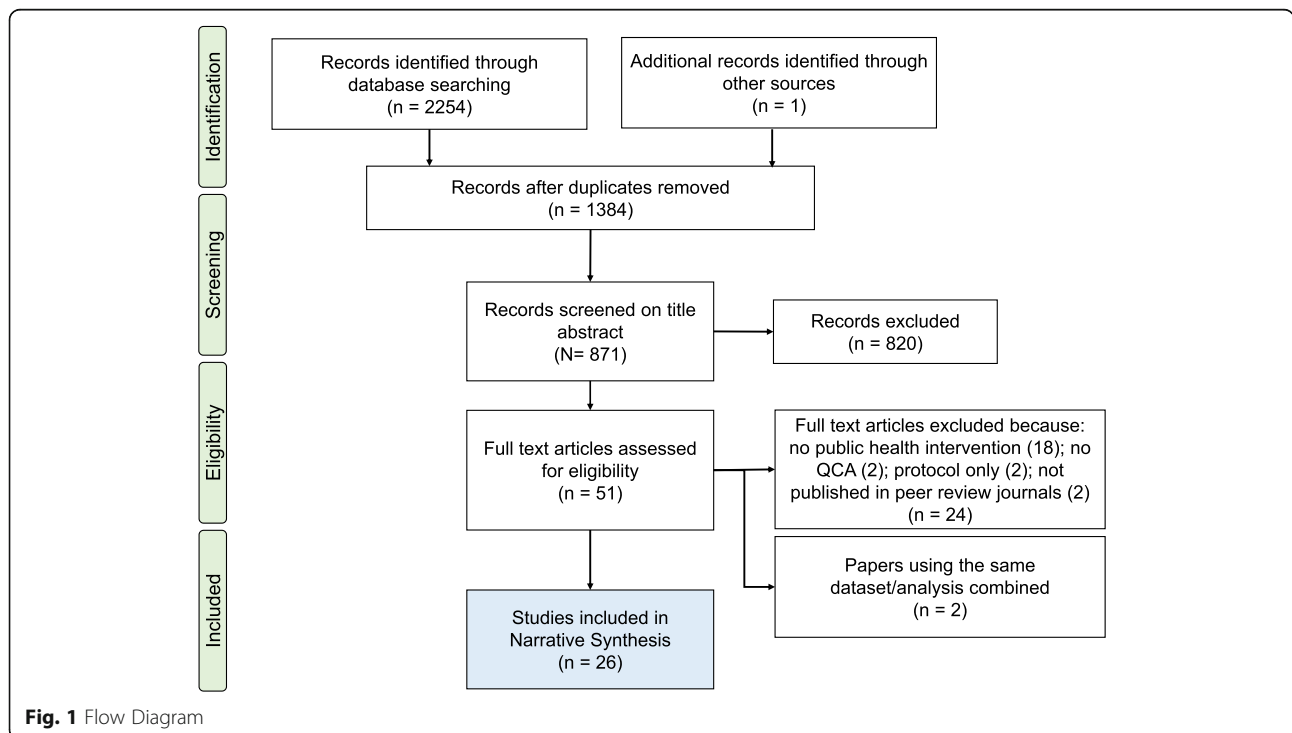 Identification
Records identified through
database searching
(n = 2254)
Additional records identified through
other sources
(n = 1)
Records after duplicates removed
(n = 1384)
Screening
Records screened on title
abstract
(N= 871)
Records excluded
(n = 820)
Eligibility
Full text articles assessed
for eligibility
(n = 51)
Full text articles excluded because:
no public health intervention (18); no
QCA (2); protocol only (2); not
published in peer review journals (2)
(n = 24)
Papers using the same
dataset/analysis combined
(n = 2)
Included
Studies included in
Narrative Synthesis
(n = 26)
Fig. 1 Flow Diagram